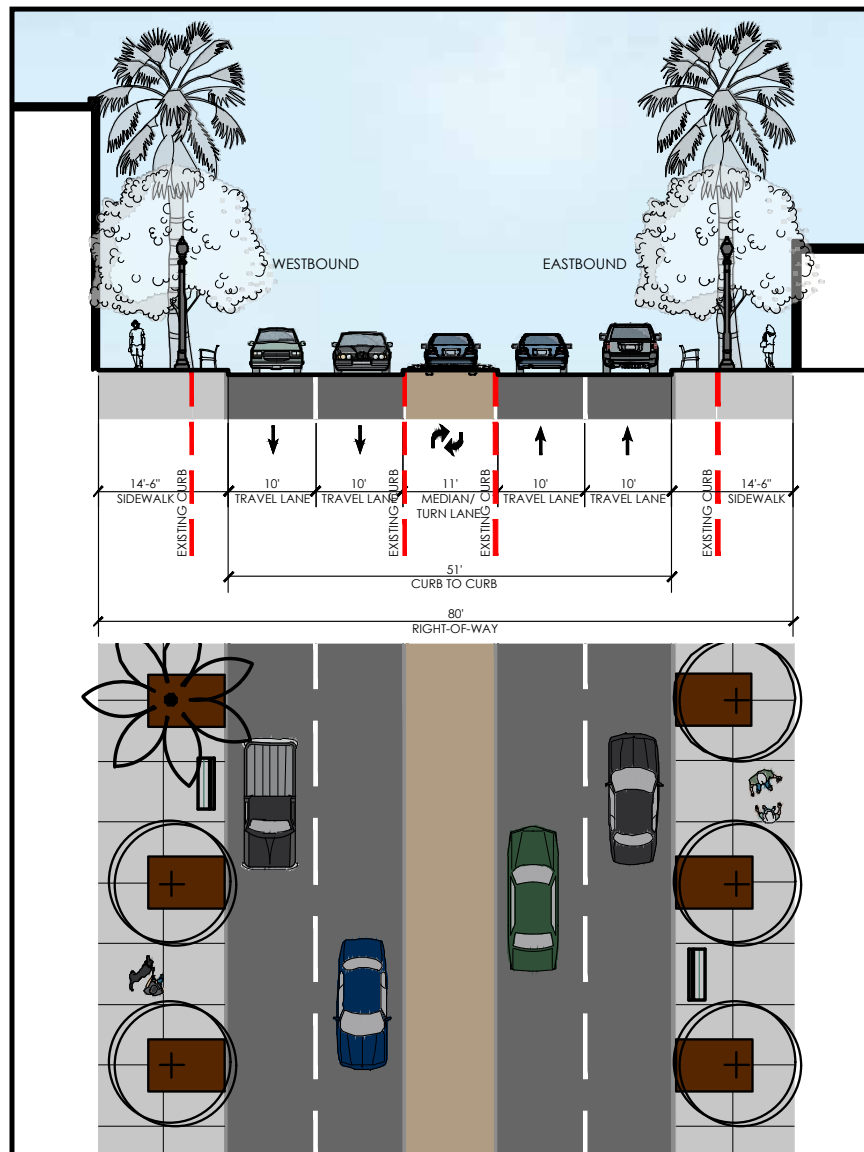 WESTBOUND
EASTBOUND
14'-6"
SIDEWALK
EXISTING CURB
10'
TRAVEL LANE
10'
TRAVEL LANE
EXISTING CURB
11'
MEDIAN/
TURN LANE
EXISTING CURB
10'
TRAVEL LANE
10'
TRAVEL LANE
EXISTING CURB
14'-6"
SIDEWALK
51'
CURB TO CURB
80'
RIGHT-OF-WAY